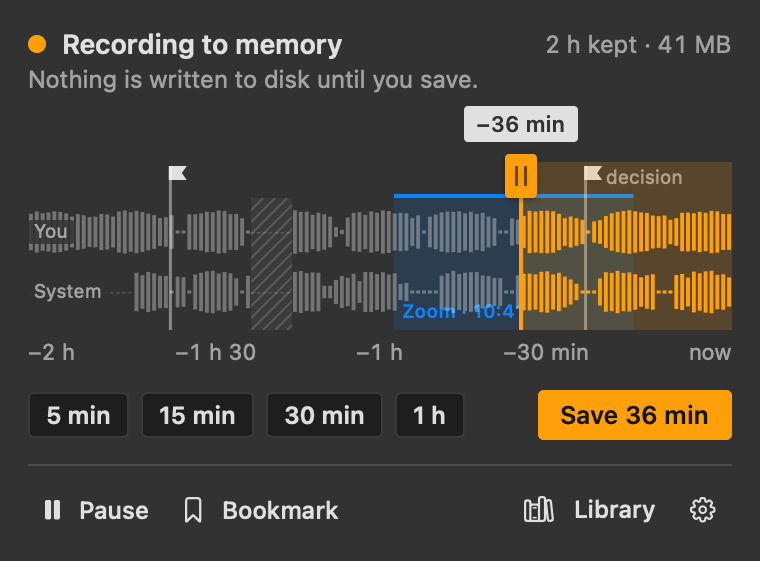 Recording to memory
2 h kept · 41 MB
Nothing is written to disk until you save.
−36 min
decision
You
System
Zoom · 10:4
−2 h
−1 h 30
−1 h
−30 min
now
5 min
15 min
30 min
1 h
Save 36 min
Pause
Bookmark
Library